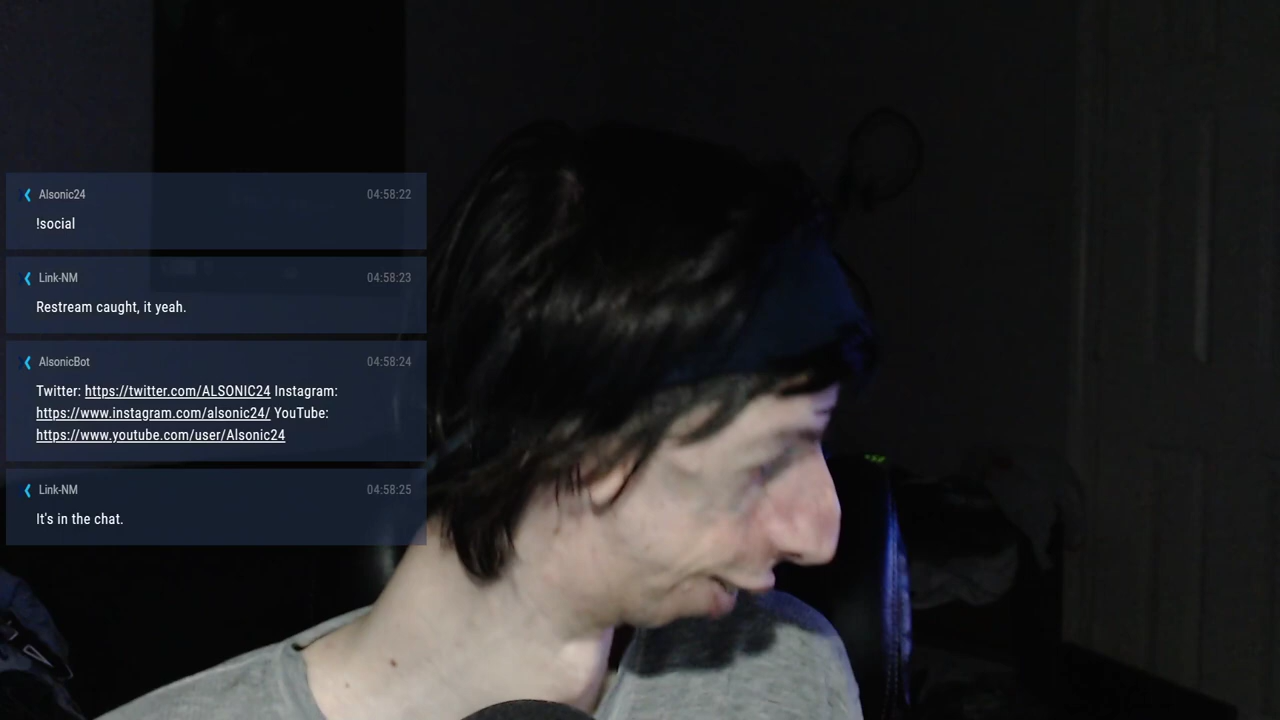 Alsonic24 04:58:22
!social
Link-NM 04:58:23
Restream caught, it yeah.
AlsonicBot 04:58:24
Twitter: https://twitter.com/ALSONIC24 Instagram:
https://www.instagram.com/alsonic24/ YouTube:
https://www.youtube.com/user/Alsonic24
Link-NM 04:58:25
It's in the chat.